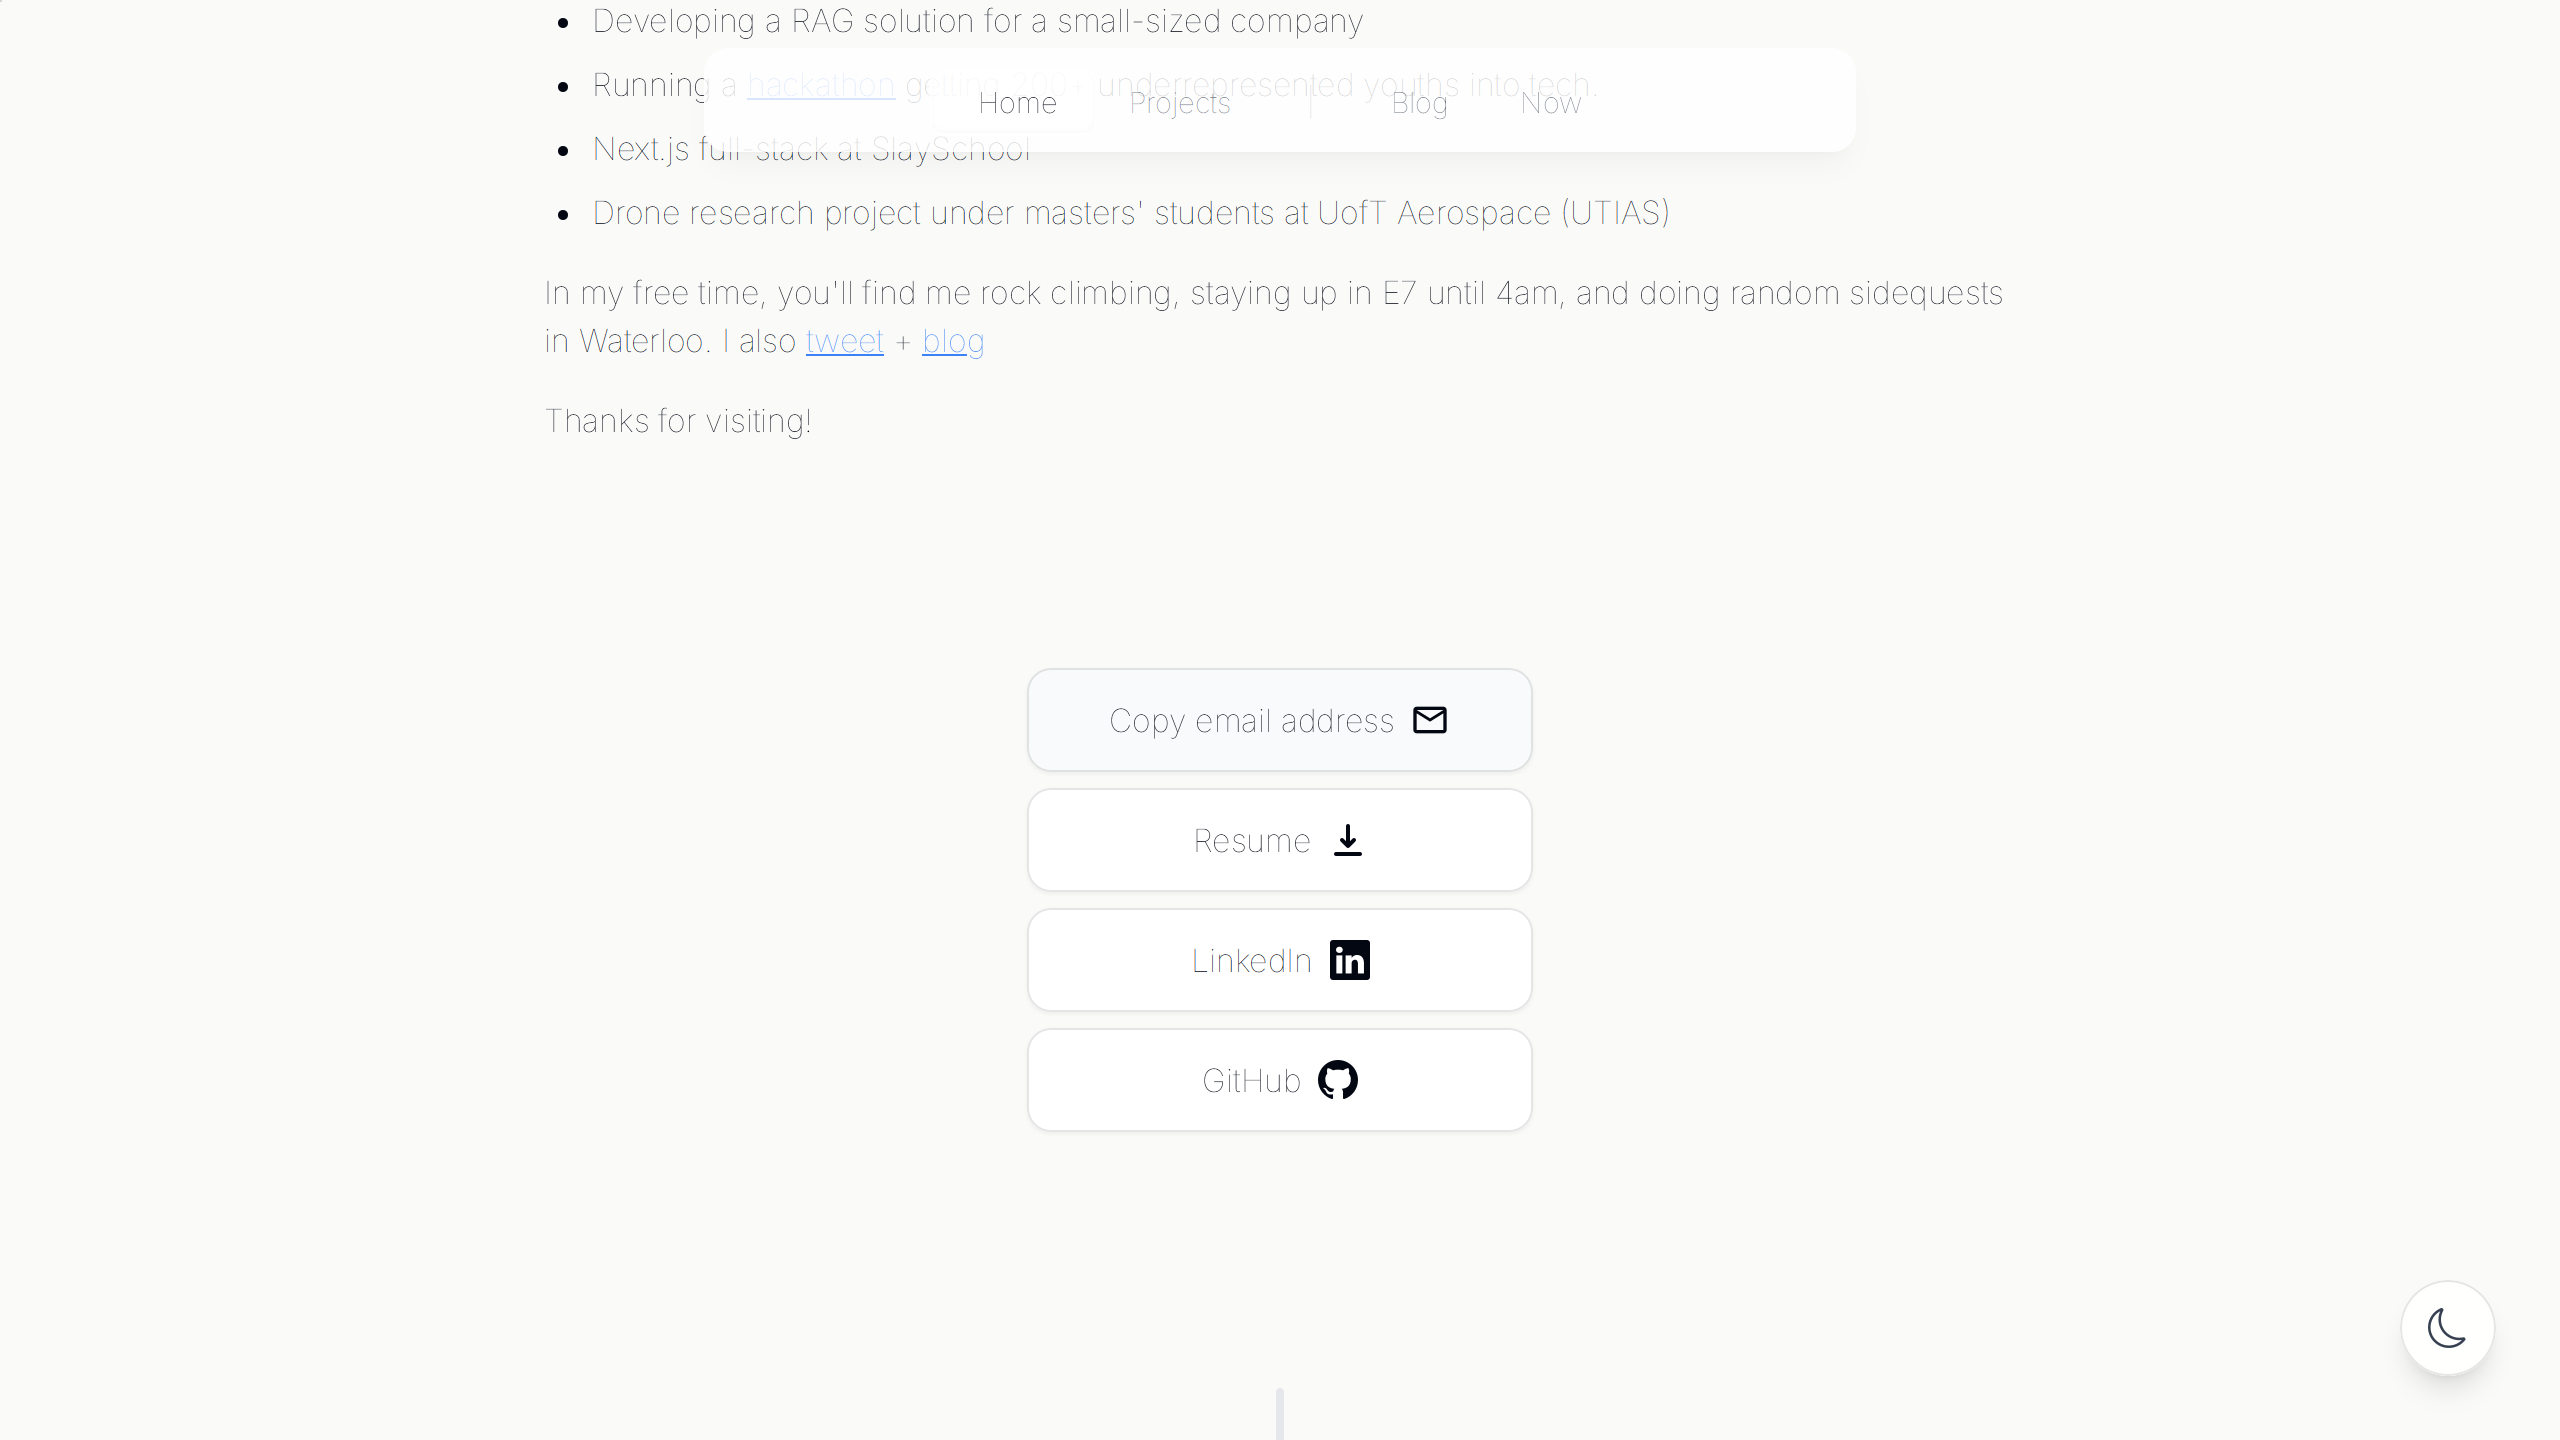 Developing a RAG solution for a small-sized company
Running a hackathon getting underrepresented youths into tech.
Home Projects Blog Now
Next.js full-stack at SlaySchool
Drone research project under masters' students at UofT Aerospace (UTIAS)
In my free time, you'll find me rock climbing, staying up in E7 until 4am, and doing random sidequests
in Waterloo. I also tweet + blog
Thanks for visiting!
Copy email address
Resume
LinkedIn
GitHub